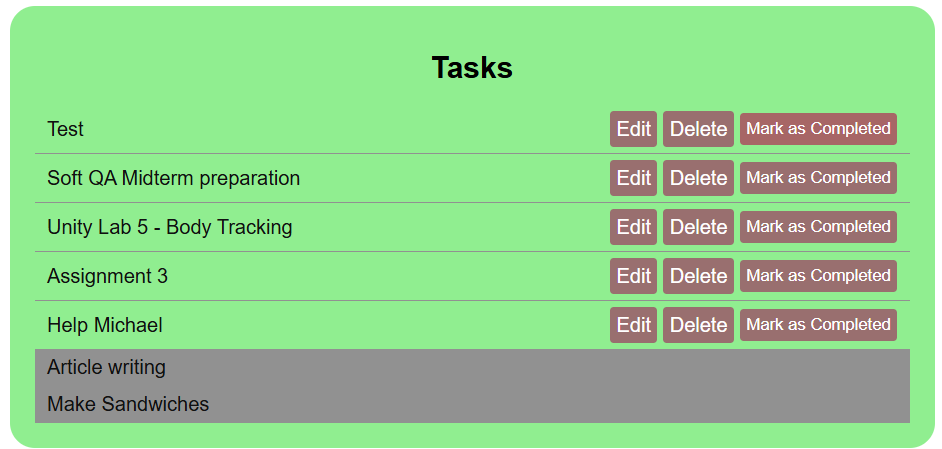 Tasks
Test Edit Delete Mark as Completed
Soft QA Midterm preparation Edit Delete Mark as Completed
Unity Lab 5 - Body Tracking Edit Delete Mark as Completed
Assignment 3 Edit Delete Mark as Completed
Help Michael Edit Delete Mark as Completed
Article writing
Make Sandwiches